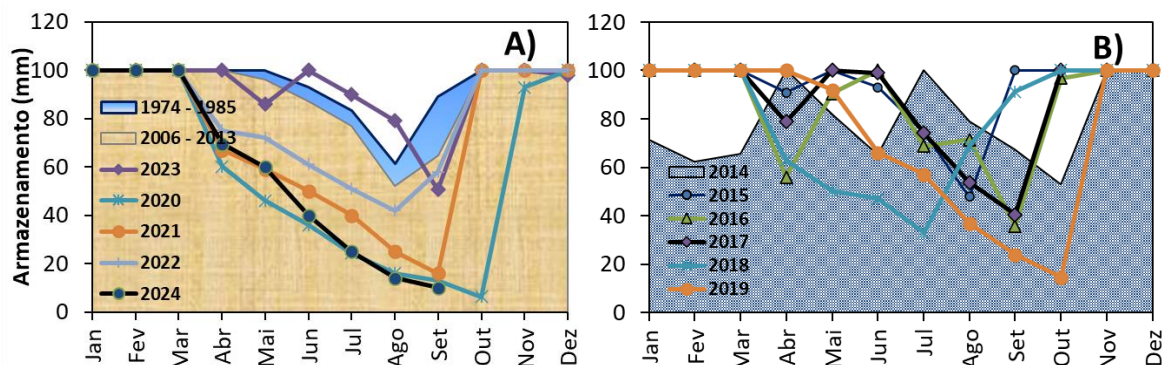 Armazenamento (mm)
120
100
80
60
40
20
0
A)
1974 - 1985
2006 - 2013
2023
2020
2021
2022
2024
Jan
Fev
Mar
Abr
Mai
Jun
Jul
Ago
Set
Out
Nov
Dez
120
100
80
60
40
20
0
B)
2014
2015
2016
2017
2018
2019
Jan
Fev
Mar
Abr
Mai
Jun
Jul
Ago
Set
Out
Nov
Dez